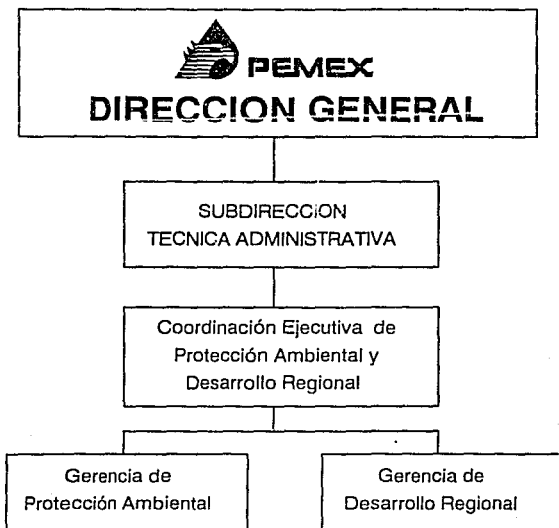 PEMEX
DIRECCION GENERAL
SUBDIRECCION
TECNICA ADMINISTRATIVA
Coordinación Ejecutiva de
Protección Ambiental y
Desarrollo Regional
Gerencia de
Protección Ambiental
Gerencia de
Desarrollo Regional